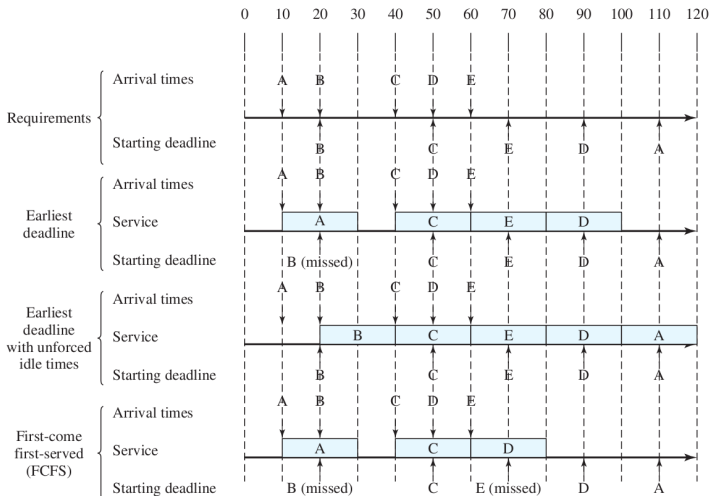 0 10 20 30 40 50 60 70 80 90 100 110 120
Requirements
Arrival times
A B C D E
Starting deadline
B C E D A
Earliest
deadline
Arrival times
A B C D E
Service
A C E D
Starting deadline
B (missed) C E D A
Earliest
deadline
with unforced
idle times
Arrival times
A B C D E
Service
B C E D A
Starting deadline
B C E D A
First-come
first-served
(FCFS)
Arrival times
A B C D E
Service
A C D
Starting deadline
B (missed) C E (missed) D A